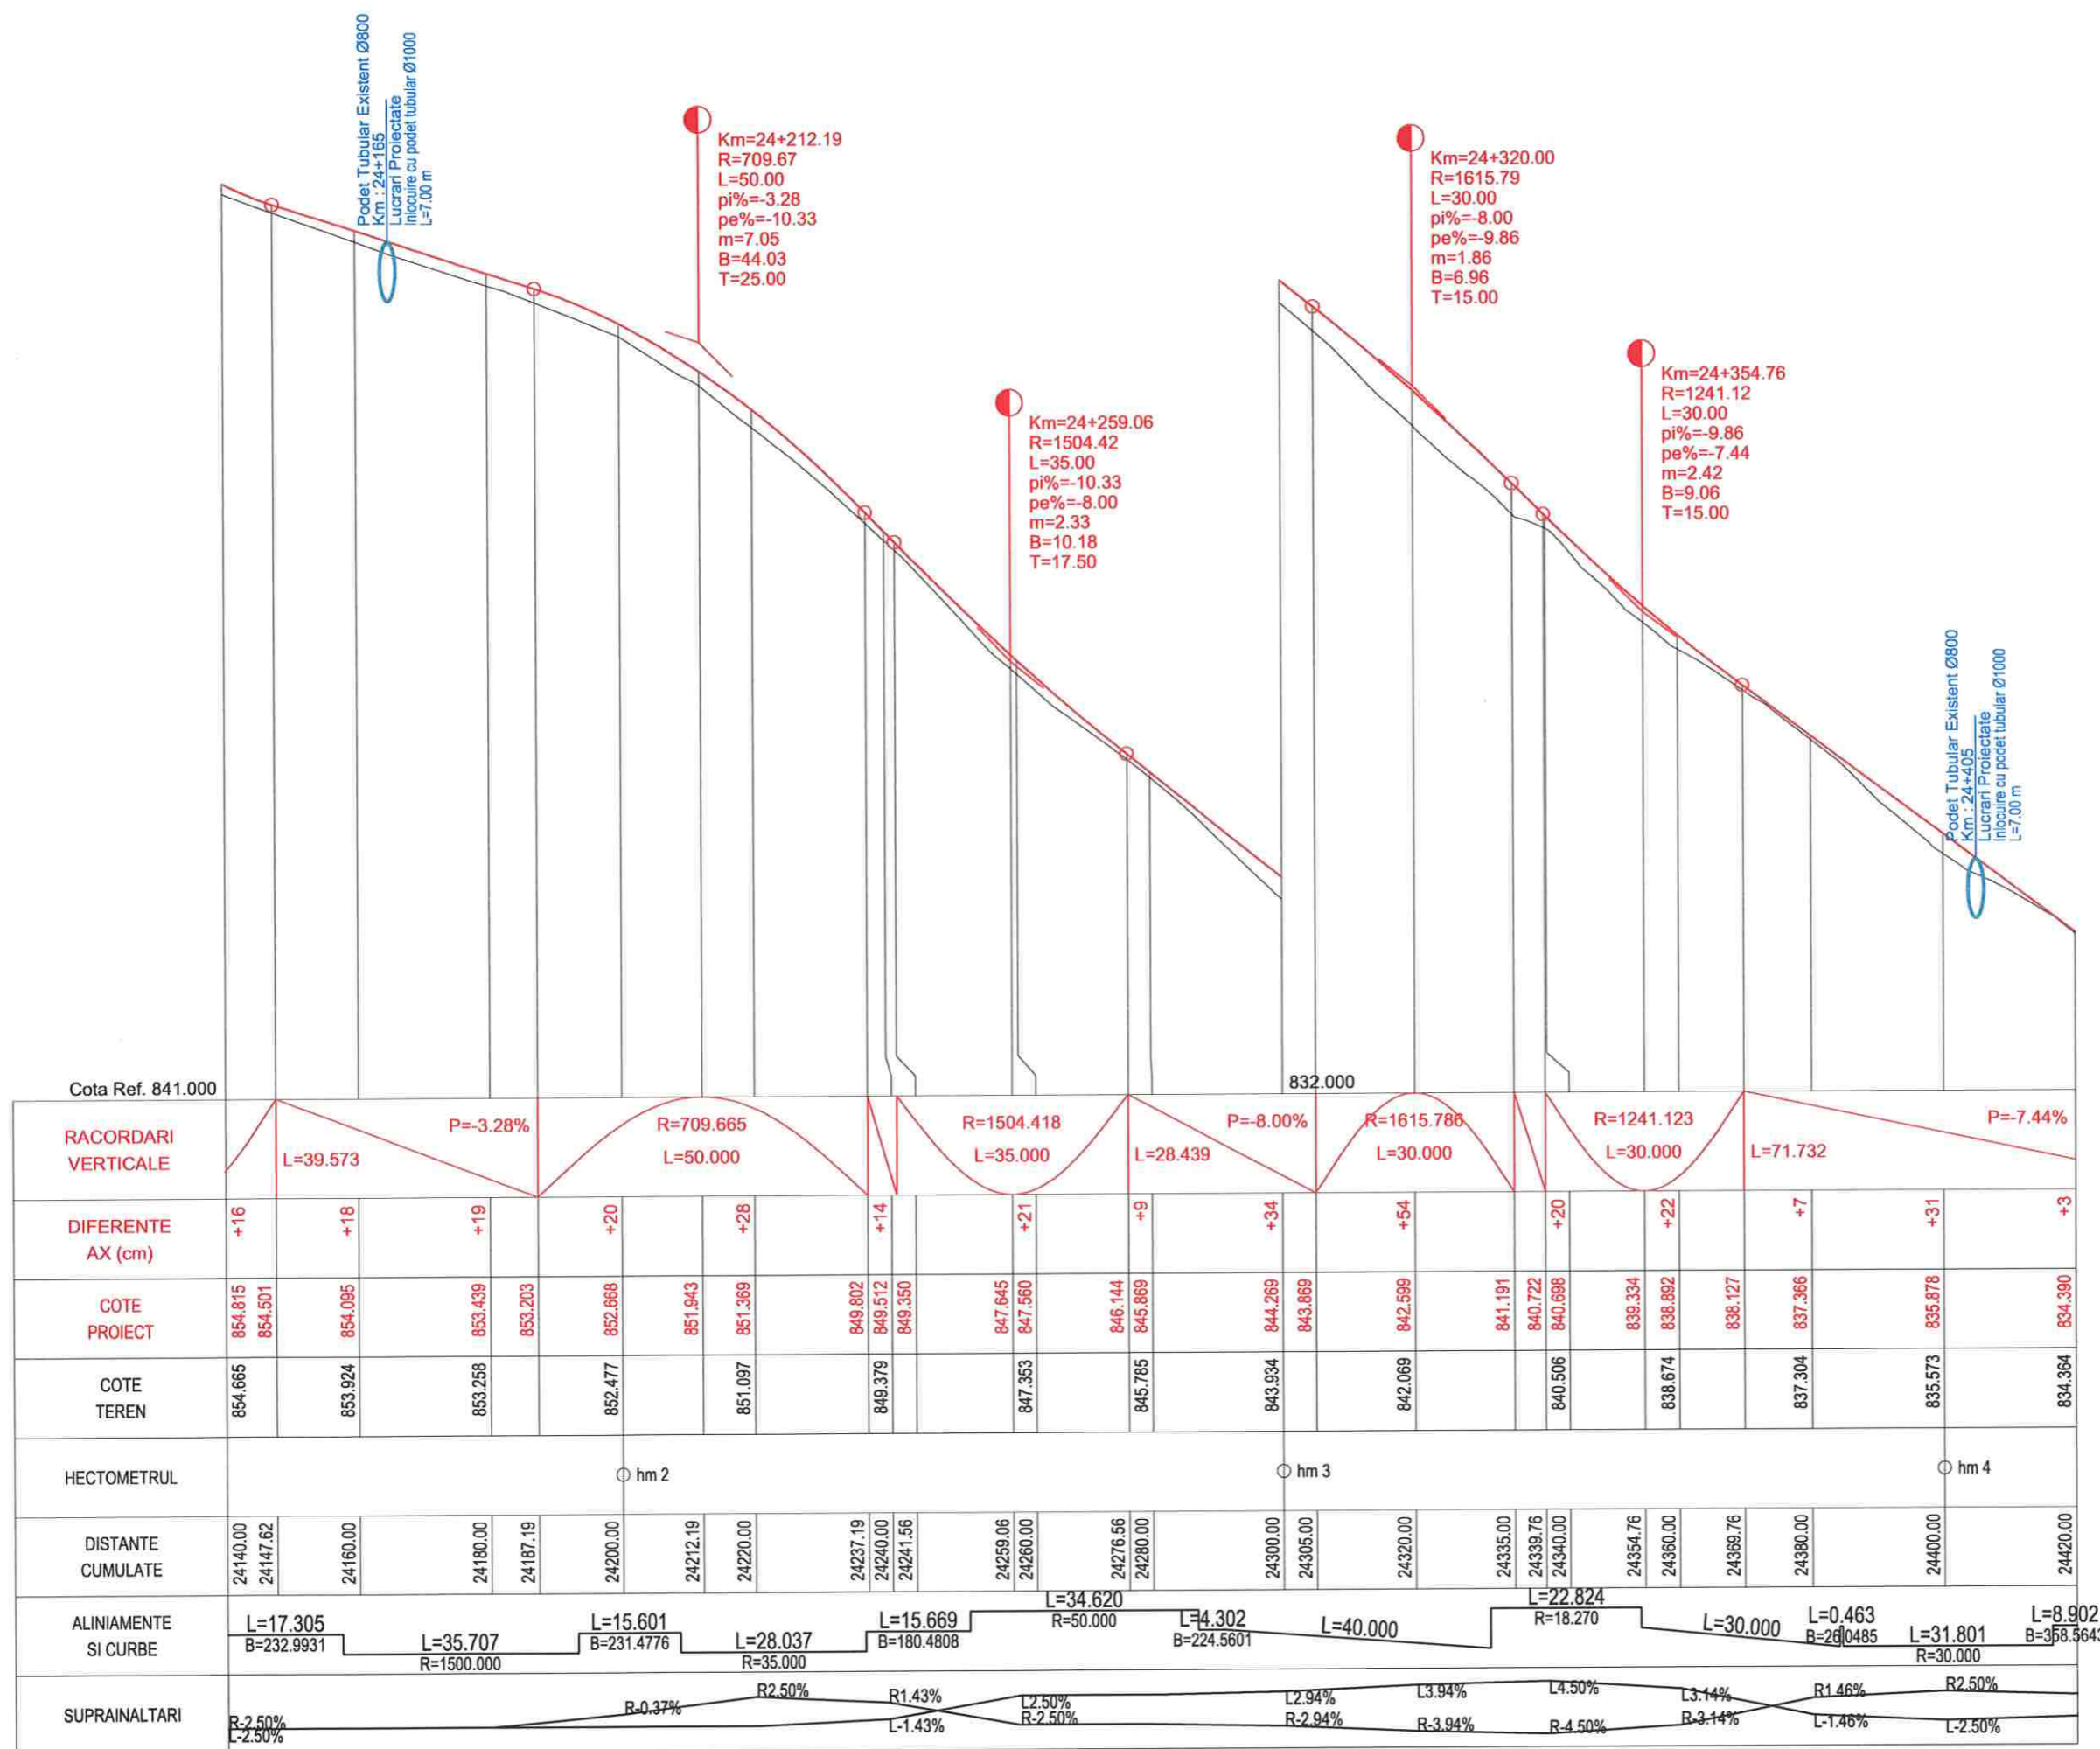 Podet Tubular Existent Ø800
Km : 24+165
Lucrari Proiectate
Inlocuire cu podet tubular Ø1000
L=7.00 m
Km=24+212.19
R=709.67
L=50.00
pi%=-3.28
pe%=-10.33
m=7.05
B=44.03
T=25.00
Km=24+259.06
R=1504.42
L=35.00
pi%=-10.33
pe%=-8.00
m=2.33
B=10.18
T=17.50
Km=24+320.00
R=1615.79
L=30.00
pi%=-8.00
pe%=-9.86
m=1.86
B=6.96
T=15.00
Km=24+354.76
R=1241.12
L=30.00
pi%=-9.86
pe%=-7.44
m=2.42
B=9.06
T=15.00
Podet Tubular Existent Ø800
Km : 24+405
Lucrari Proiectate
Inlocuire cu podet tubular Ø1000
L=7.00 m
Cota Ref. 841.000
832.000
RACORDARI
VERTICALE
L=39.573
P=-3.28%
R=709.665
L=50.000
R=1504.418
L=35.000
L=28.439
P=-8.00%
R=1615.786
L=30.000
R=1241.123
L=30.000
L=71.732
P=-7.44%
DIFERENTE
AX (cm)
+16
+18
+19
+20
+28
+14
+21
+9
+34
+54
+20
+22
+7
+31
+3
COTE
PROIECT
854.815
854.501
854.095
853.439
853.203
852.668
851.943
851.369
849.802
849.512
849.350
847.645
847.560
846.144
845.869
844.269
843.869
842.599
841.191
840.722
840.698
839.334
838.892
838.127
837.366
835.878
834.390
COTE
TEREN
854.665
853.924
853.258
852.477
851.097
849.379
847.353
845.785
843.934
842.069
840.506
838.674
837.304
835.573
834.364
HECTOMETRUL
hm 2
hm 3
hm 4
DISTANTE
CUMULATE
24140.00
24147.62
24160.00
24180.00
24187.19
24200.00
24212.19
24220.00
24237.19
24240.00
24241.56
24259.06
24260.00
24276.56
24280.00
24300.00
24305.00
24320.00
24335.00
24339.76
24340.00
24354.76
24360.00
24369.76
24380.00
24400.00
24420.00
ALINIAMENTE
SI CURBE
L=17.305
B=232.9931
L=35.707
R=1500.000
L=15.601
B=231.4776
L=28.037
R=35.000
L=15.669
B=180.4808
L=34.620
R=50.000
L=4.302
B=224.5601
L=40.000
L=22.824
R=18.270
L=30.000
L=0.463
B=26.0485
L=31.801
R=30.000
L=8.902
B=358.5643
SUPRAINALTARI
R-2.50%
L-2.50%
R-0.37%
R2.50%
R1.43%
L-1.43%
L2.50%
R-2.50%
L2.94%
R-2.94%
L3.94%
R-3.94%
L4.50%
R-4.50%
L3.14%
R-3.14%
R1.46%
L-1.46%
R2.50%
L-2.50%